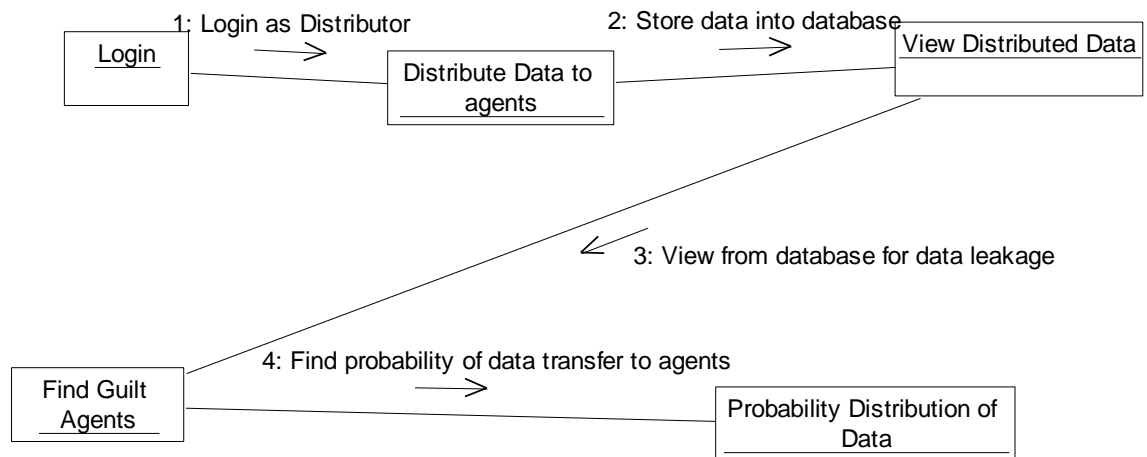 1: Login as Distributor
2: Store data into database
Login
Distribute Data to
agents
View Distributed Data
3: View from database for data leakage
4: Find probability of data transfer to agents
Find Guilt
Agents
Probability Distribution of
Data